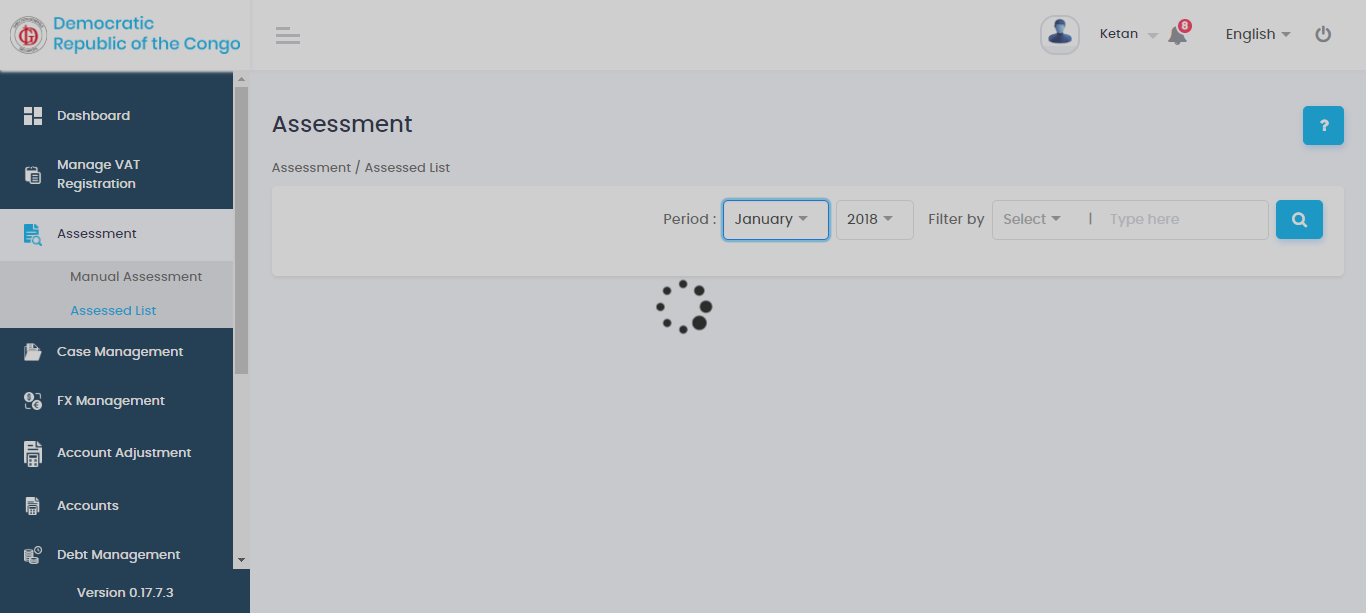 Democratic
Republic of the Congo
Ketan
8
English
Dashboard
Manage VAT
Registration
Assessment
Manual Assessment
Assessed List
Case Management
FX Management
Account Adjustment
Accounts
Debt Management
Version 0.17.7.3
Assessment
?
Assessment / Assessed List
Period : January 2018 Filter by Select | Type here